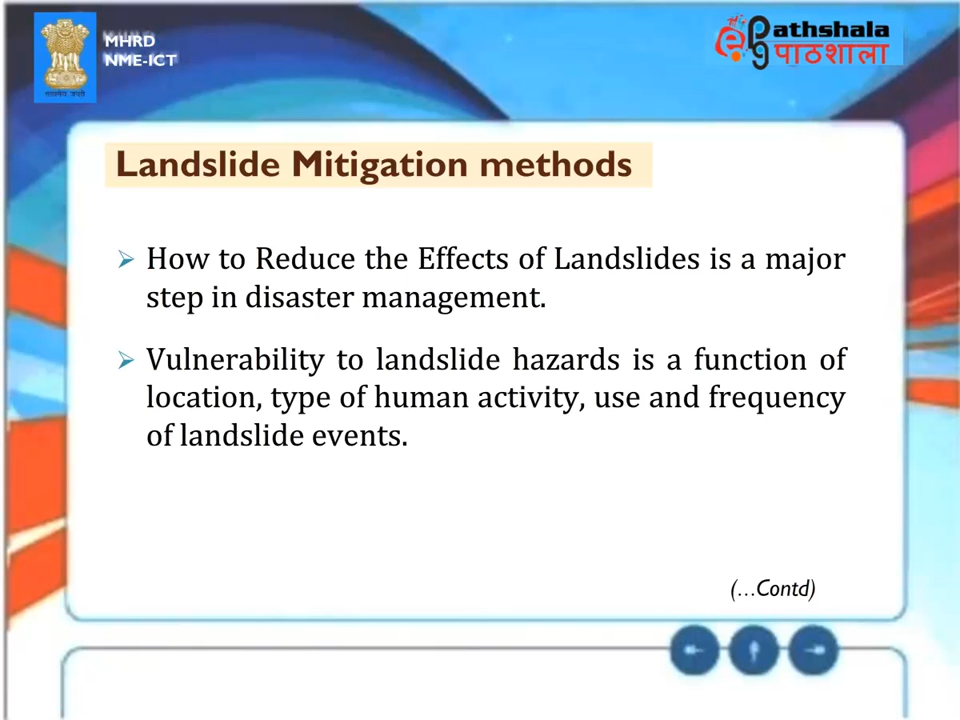 MHRD
NME-ICT
epg Pathshala
पाठशाला
Landslide Mitigation methods
How to Reduce the Effects of Landslides is a major
step in disaster management.
Vulnerability to landslide hazards is a function of
location, type of human activity, use and frequency
of landslide events.
(...Contd)